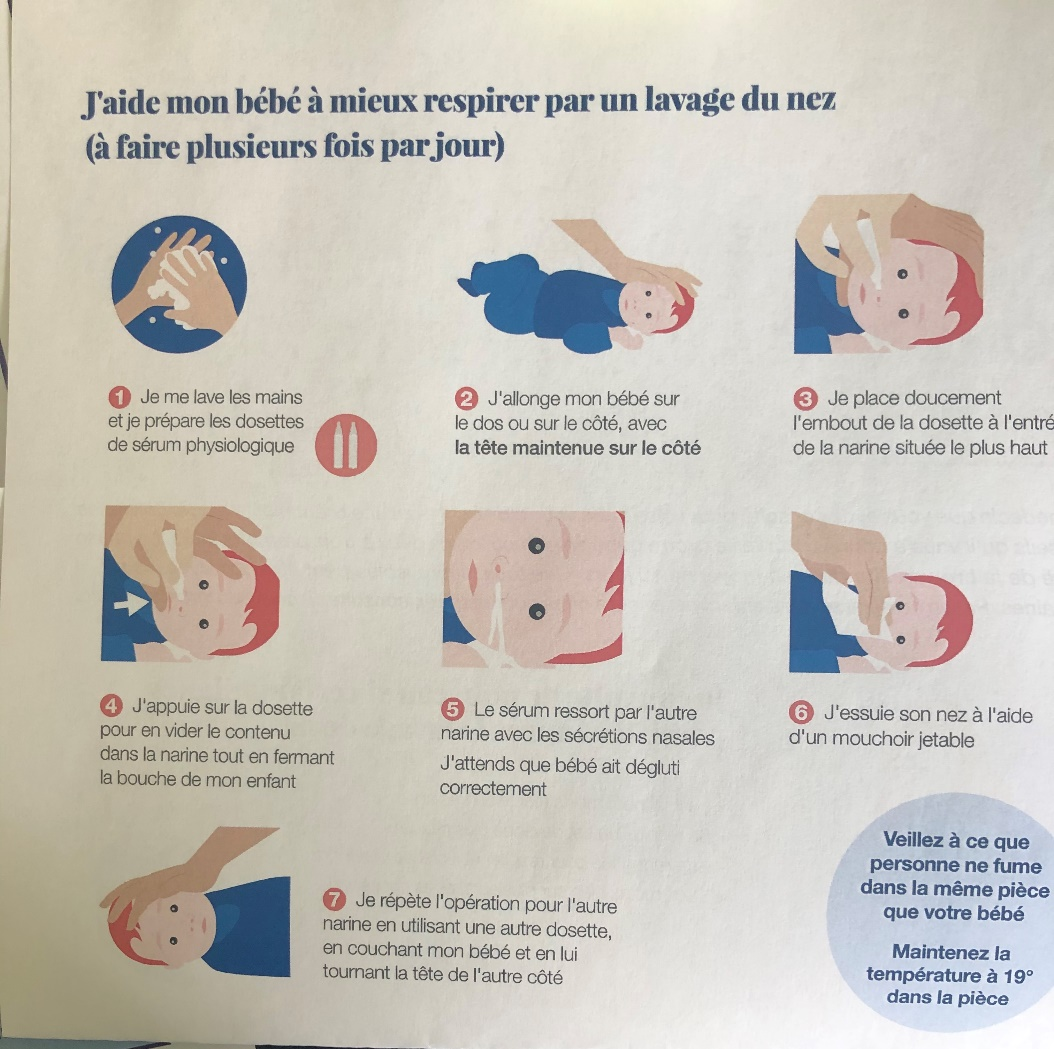 J'aide mon bébé à mieux respirer par un lavage du nez
(à faire plusieurs fois par jour)
1 Je me lave les mains
et je prépare les dosettes
de sérum physiologique
2 J'allonge mon bébé sur
le dos ou sur le côté, avec
la tête maintenue sur le côté
3 Je place doucement
l'embout de la dosette à l'entré
de la narine située le plus haut
4 J'appuie sur la dosette
pour en vider le contenu
dans la narine tout en fermant
la bouche de mon enfant
5 Le sérum ressort par l'autre
narine avec les sécrétions nasales
J'attends que bébé ait dégluti
correctement
6 J'essuie son nez à l'aide
d'un mouchoir jetable
7 Je répète l'opération pour l'autre
narine en utilisant une autre dosette,
en couchant mon bébé et en lui
tournant la tête de l'autre côté
Veillez à ce que
personne ne fume
dans la même pièce
que votre bébé
Maintenez la
température à 19°
dans la pièce